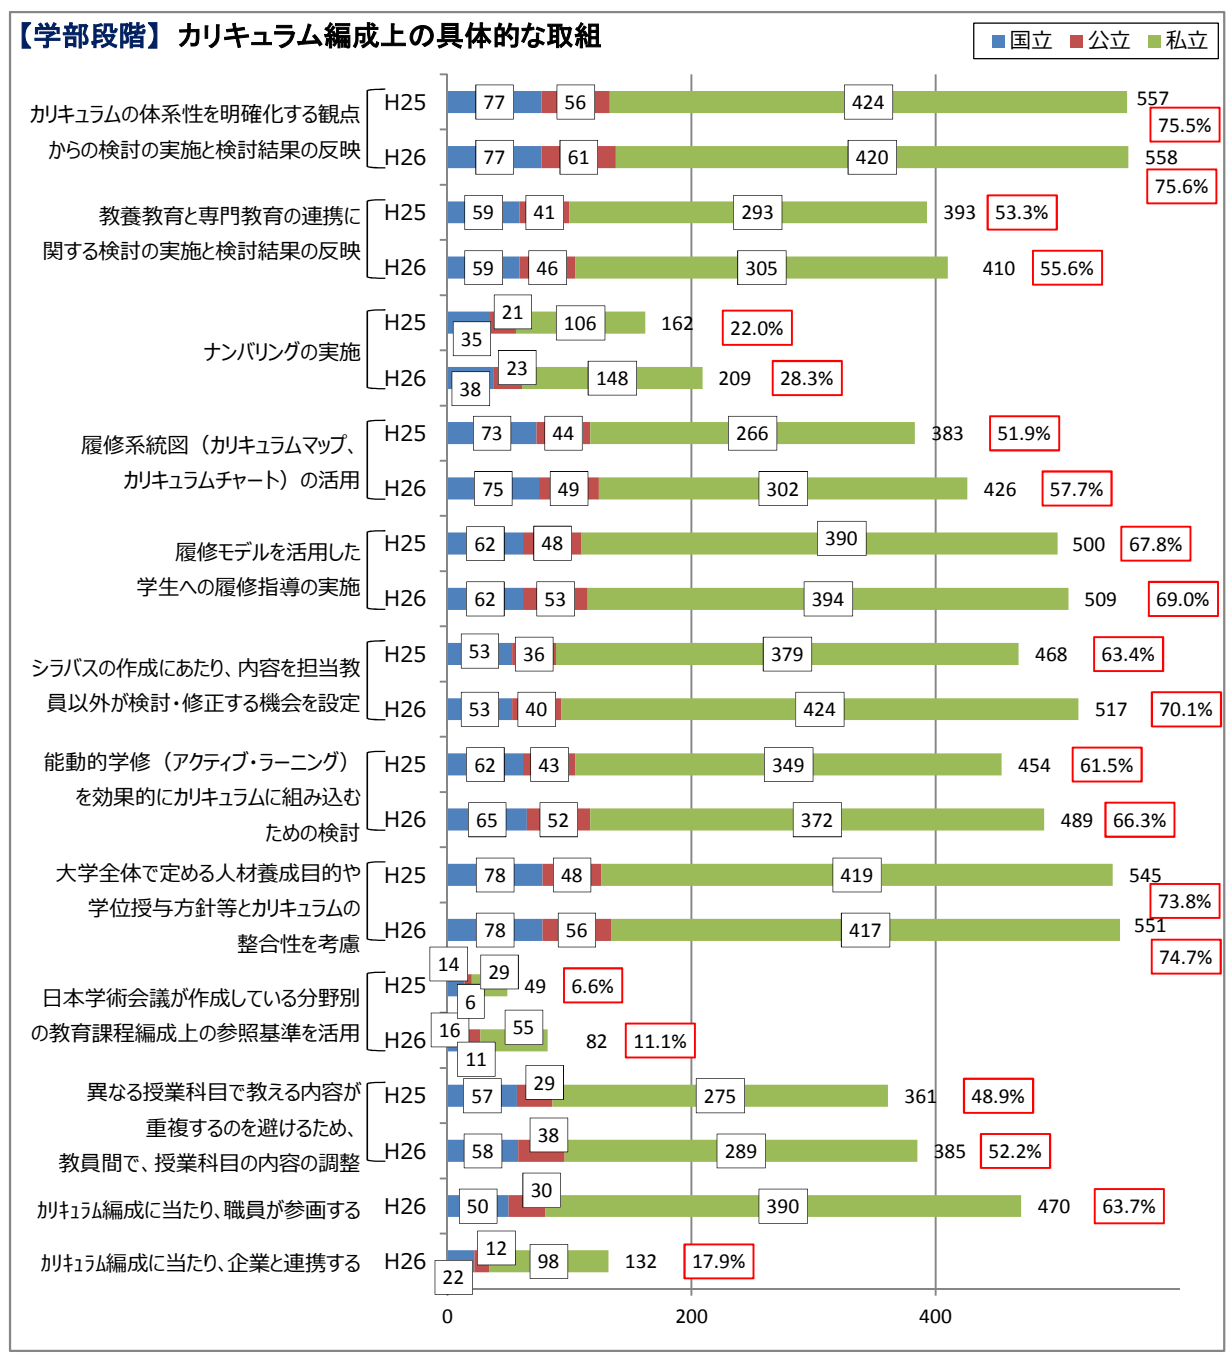 【学部段階】 カリキュラム編成上の具体的な取組
国立 公立 私立
カリキュラムの体系性を明確化する観点
からの検討の実施と検討結果の反映
H25 77 56 424 557 75.5%
H26 77 61 420 558 75.6%
教養教育と専門教育の連携に
関する検討の実施と検討結果の反映
H25 59 41 293 393 53.3%
H26 59 46 305 410 55.6%
ナンバリングの実施
H25 35 21 106 162 22.0%
H26 38 23 148 209 28.3%
履修系統図（カリキュラムマップ、
カリキュラムチャート）の活用
H25 73 44 266 383 51.9%
H26 75 49 302 426 57.7%
履修モデルを活用した
学生への履修指導の実施
H25 62 48 390 500 67.8%
H26 62 53 394 509 69.0%
シラバスの作成にあたり、内容を担当教
員以外が検討・修正する機会を設定
H25 53 36 379 468 63.4%
H26 53 40 424 517 70.1%
能動的学修（アクティブ・ラーニング）
を効果的にカリキュラムに組み込む
ための検討
H25 62 43 349 454 61.5%
H26 65 52 372 489 66.3%
大学全体で定める人材養成目的や
学位授与方針等とカリキュラムの
整合性を考慮
H25 78 48 419 545 73.8%
H26 78 56 417 551 74.7%
日本学術会議が作成している分野別
の教育課程編成上の参照基準を活用
H25 14 6 29 49 6.6%
H26 16 11 55 82 11.1%
異なる授業科目で教える内容が
重複するのを避けるため、
教員間で、授業科目の内容の調整
H25 57 29 275 361 48.9%
H26 58 38 289 385 52.2%
ｶﾘｷｭﾗﾑ編成に当たり、職員が参画する
H26 50 30 390 470 63.7%
ｶﾘｷｭﾗﾑ編成に当たり、企業と連携する
H26 22 12 98 132 17.9%
0 200 400